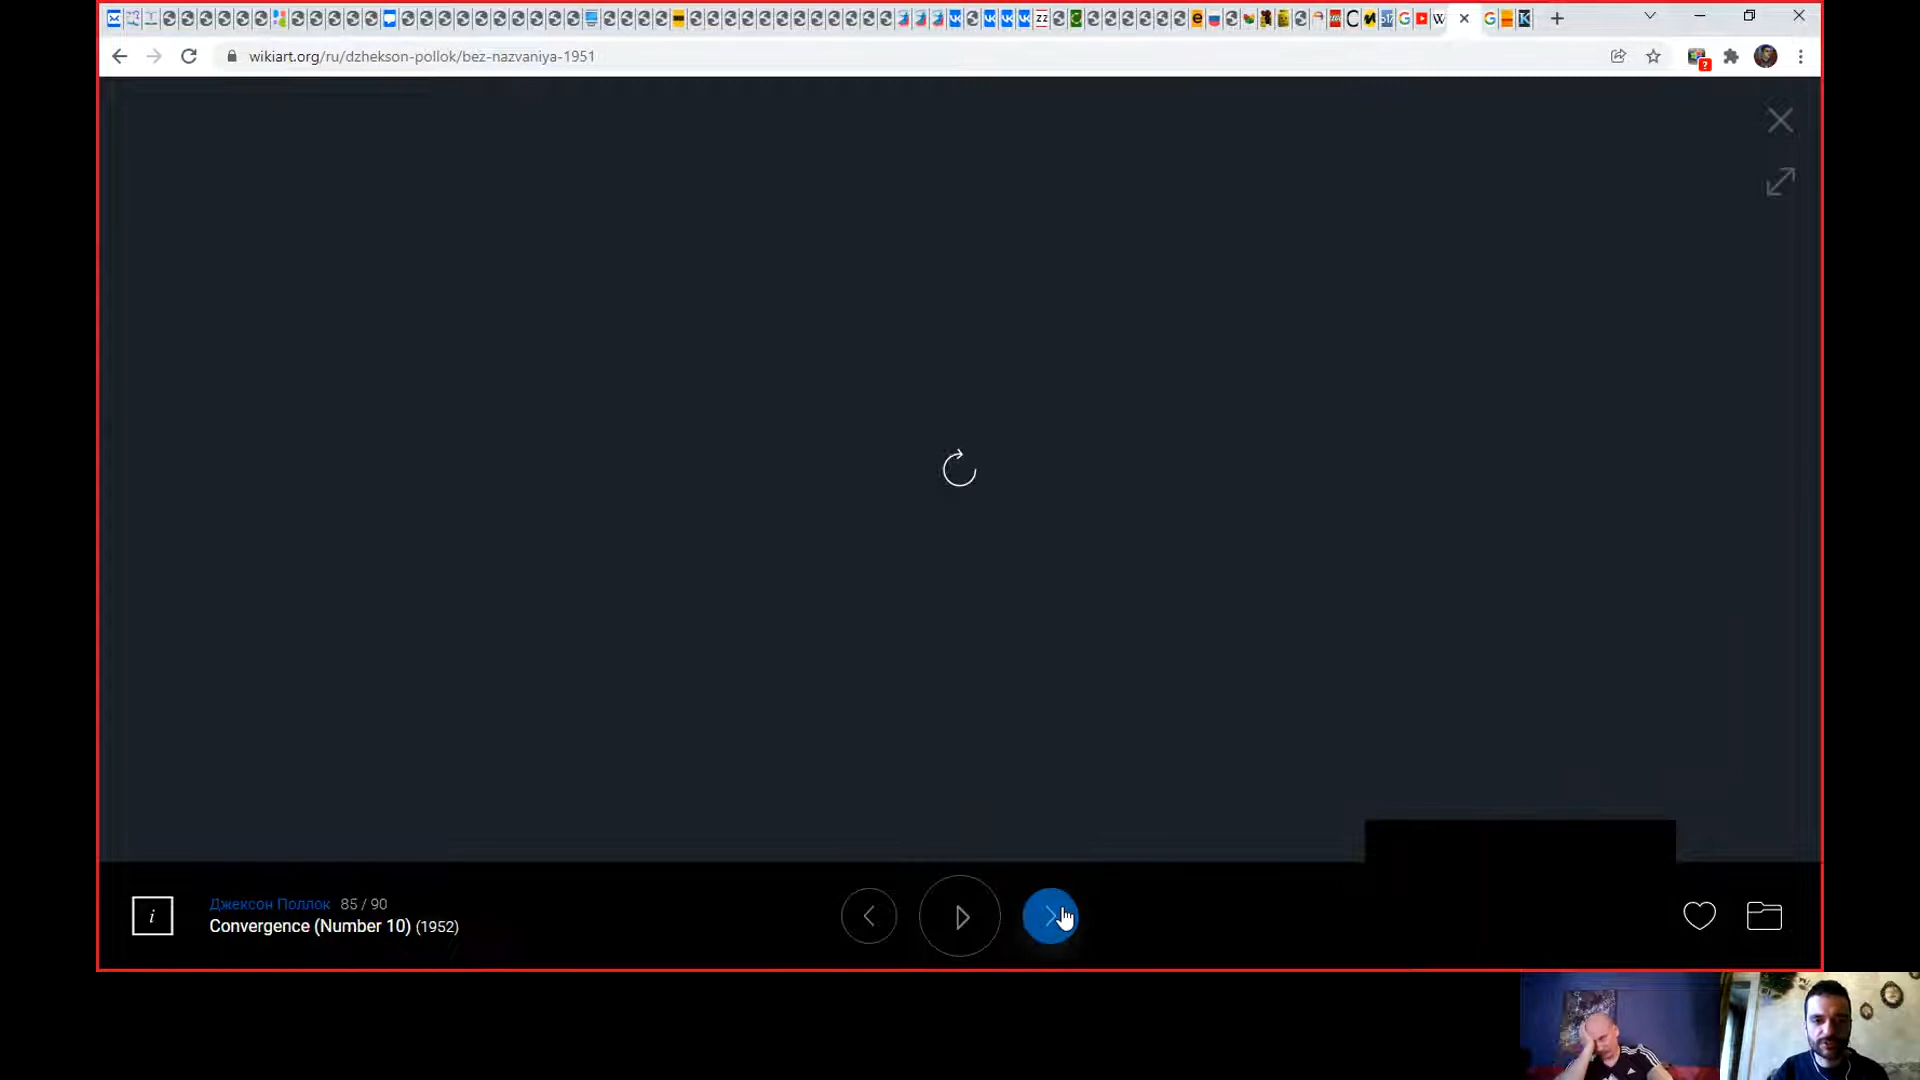 wikiart.org/ru/dzhekson-pollok/bez-nazvaniya-1951
Джексон Поллок 85 / 90
Convergence (Number 10) (1952)